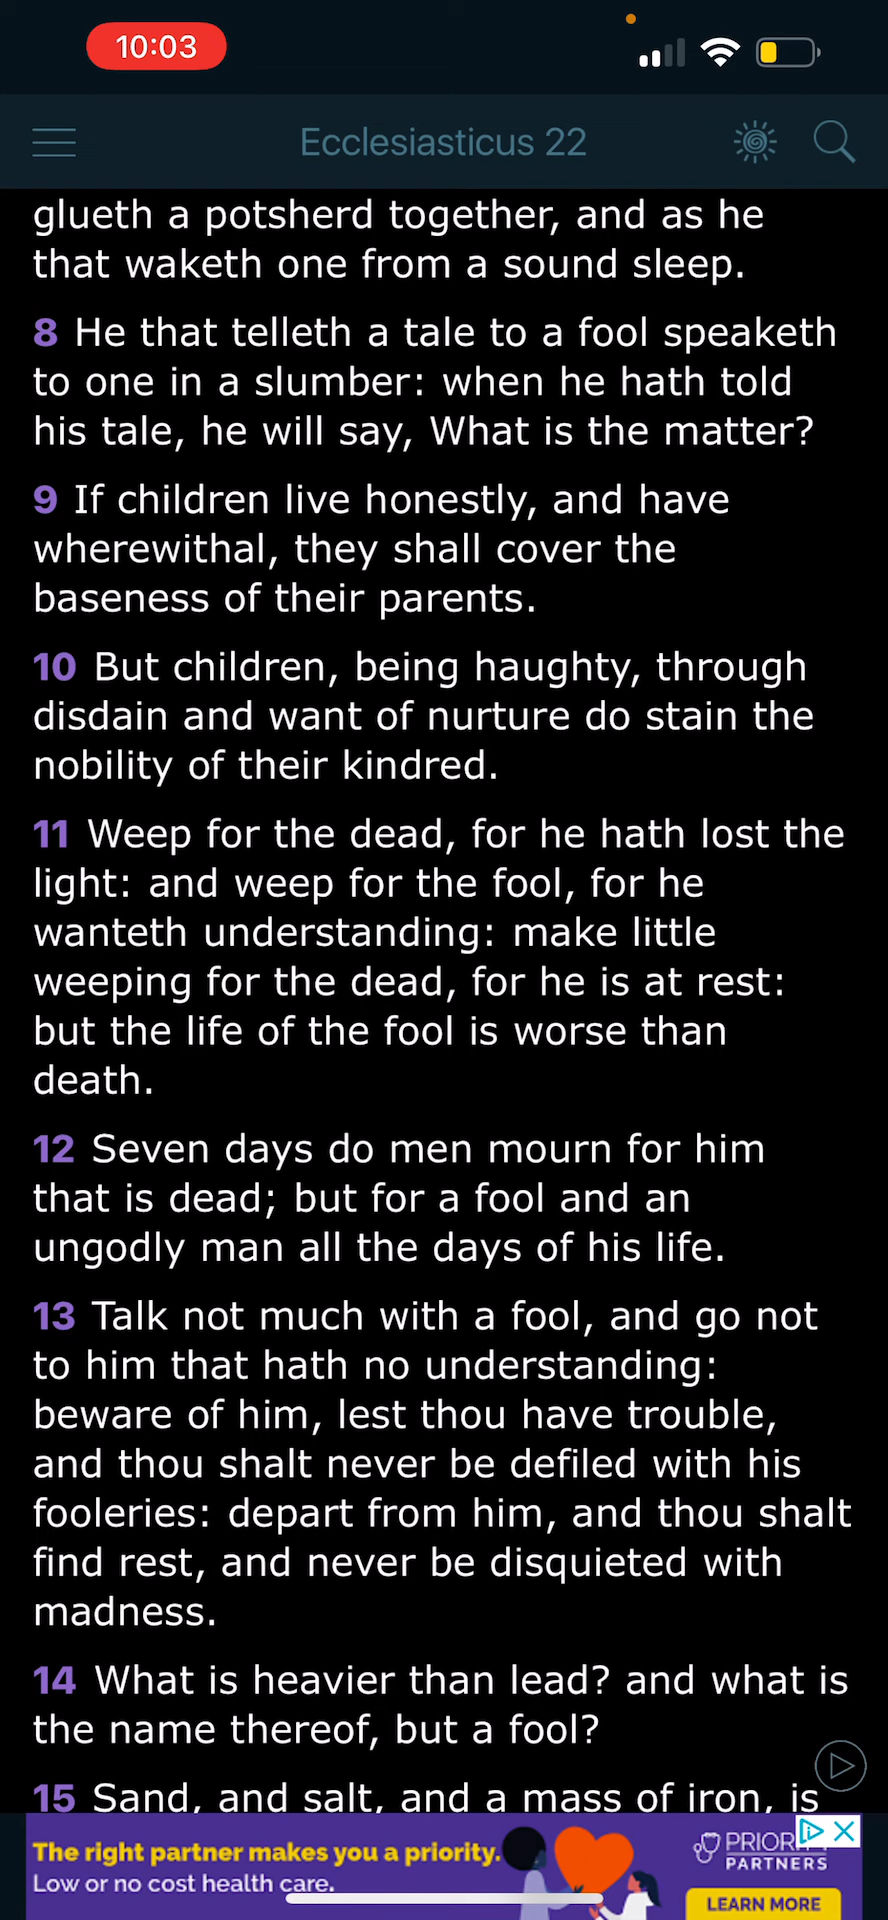 10:03
Ecclesiasticus 22
glueth a potsherd together, and as he
that waketh one from a sound sleep.
8 He that telleth a tale to a fool speaketh
to one in a slumber: when he hath told
his tale, he will say, What is the matter?
9 If children live honestly, and have
wherewithal, they shall cover the
baseness of their parents.
10 But children, being haughty, through
disdain and want of nurture do stain the
nobility of their kindred.
11 Weep for the dead, for he hath lost the
light: and weep for the fool, for he
wanteth understanding: make little
weeping for the dead, for he is at rest:
but the life of the fool is worse than
death.
12 Seven days do men mourn for him
that is dead; but for a fool and an
ungodly man all the days of his life.
13 Talk not much with a fool, and go not
to him that hath no understanding:
beware of him, lest thou have trouble,
and thou shalt never be defiled with his
fooleries: depart from him, and thou shalt
find rest, and never be disquieted with
madness.
14 What is heavier than lead? and what is
the name thereof, but a fool?
15 Sand, and salt, and a mass of iron, is
The right partner makes you a priority.
Low or no cost health care.
PARTNERS
LEARN MORE